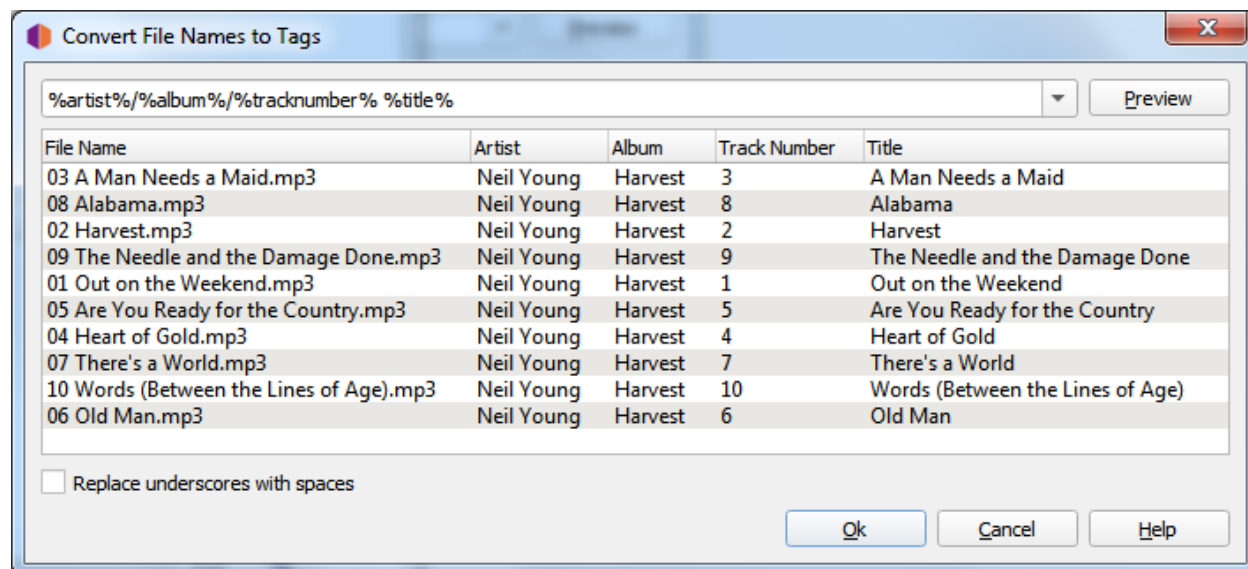 Convert File Names to Tags
%artist%/%album%/%tracknumber% %title% Preview
File Name Artist Album Track Number Title
03 A Man Needs a Maid.mp3 Neil Young Harvest 3 A Man Needs a Maid
08 Alabama.mp3 Neil Young Harvest 8 Alabama
02 Harvest.mp3 Neil Young Harvest 2 Harvest
09 The Needle and the Damage Done.mp3 Neil Young Harvest 9 The Needle and the Damage Done
01 Out on the Weekend.mp3 Neil Young Harvest 1 Out on the Weekend
05 Are You Ready for the Country.mp3 Neil Young Harvest 5 Are You Ready for the Country
04 Heart of Gold.mp3 Neil Young Harvest 4 Heart of Gold
07 There's a World.mp3 Neil Young Harvest 7 There's a World
10 Words (Between the Lines of Age).mp3 Neil Young Harvest 10 Words (Between the Lines of Age)
06 Old Man.mp3 Neil Young Harvest 6 Old Man
Replace underscores with spaces
Ok Cancel Help